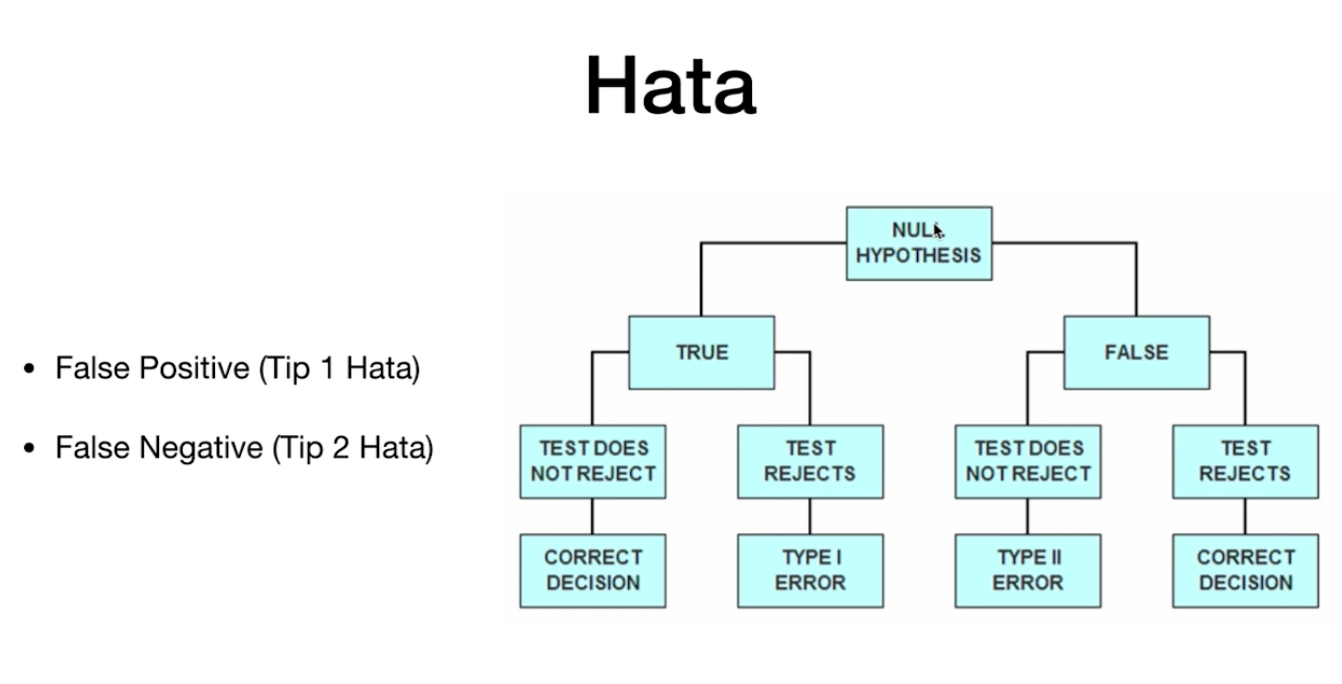 Hata
• False Positive (Tip 1 Hata)
• False Negative (Tip 2 Hata)
NULL
HYPOTHESIS
TRUE
FALSE
TEST DOES
NOT REJECT
TEST
REJECTS
TEST DOES
NOT REJECT
TEST
REJECTS
CORRECT
DECISION
TYPE I
ERROR
TYPE II
ERROR
CORRECT
DECISION